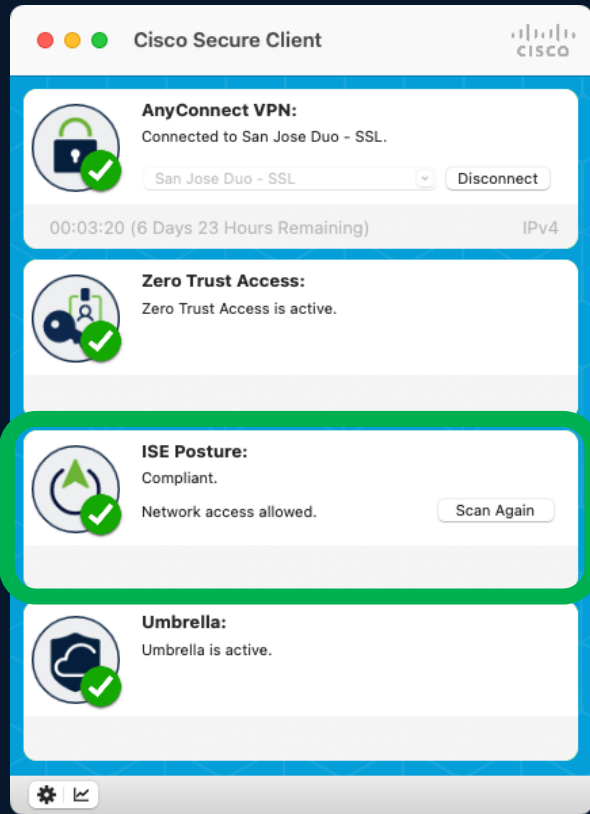 Cisco Secure Client
CISCO
AnyConnect VPN:
Connected to San Jose Duo - SSL.
San Jose Duo - SSL
Disconnect
00:03:20 (6 Days 23 Hours Remaining)
IPv4
Zero Trust Access:
Zero Trust Access is active.
ISE Posture:
Compliant.
Network access allowed.
Scan Again
Umbrella:
Umbrella is active.